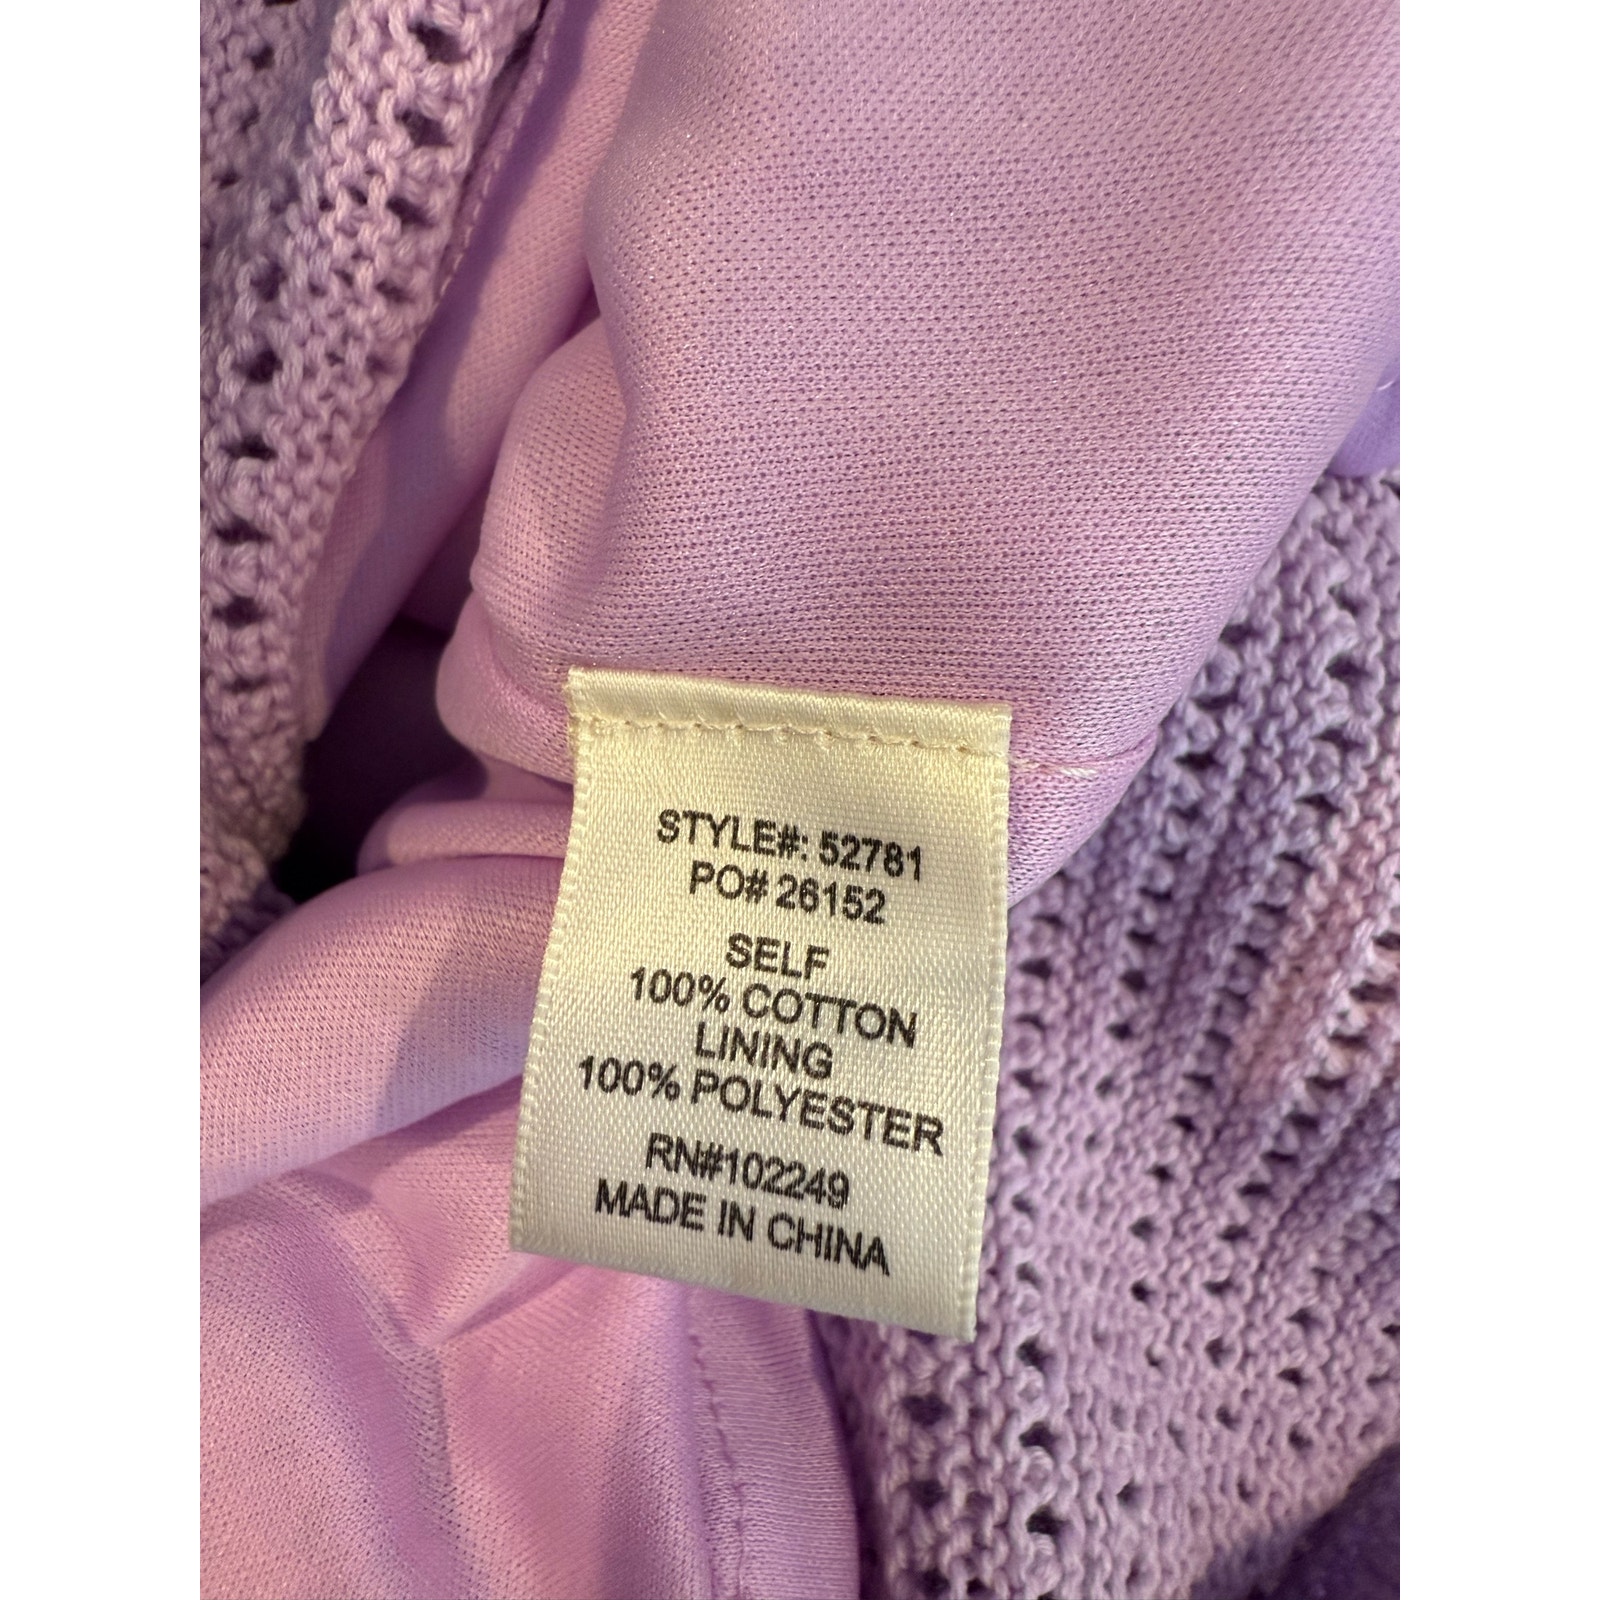 STYLE#: 52781
PO# 26152
SELF
100% COTTON
LINING
100% POLYESTER
RN#102249
MADE IN CHINA